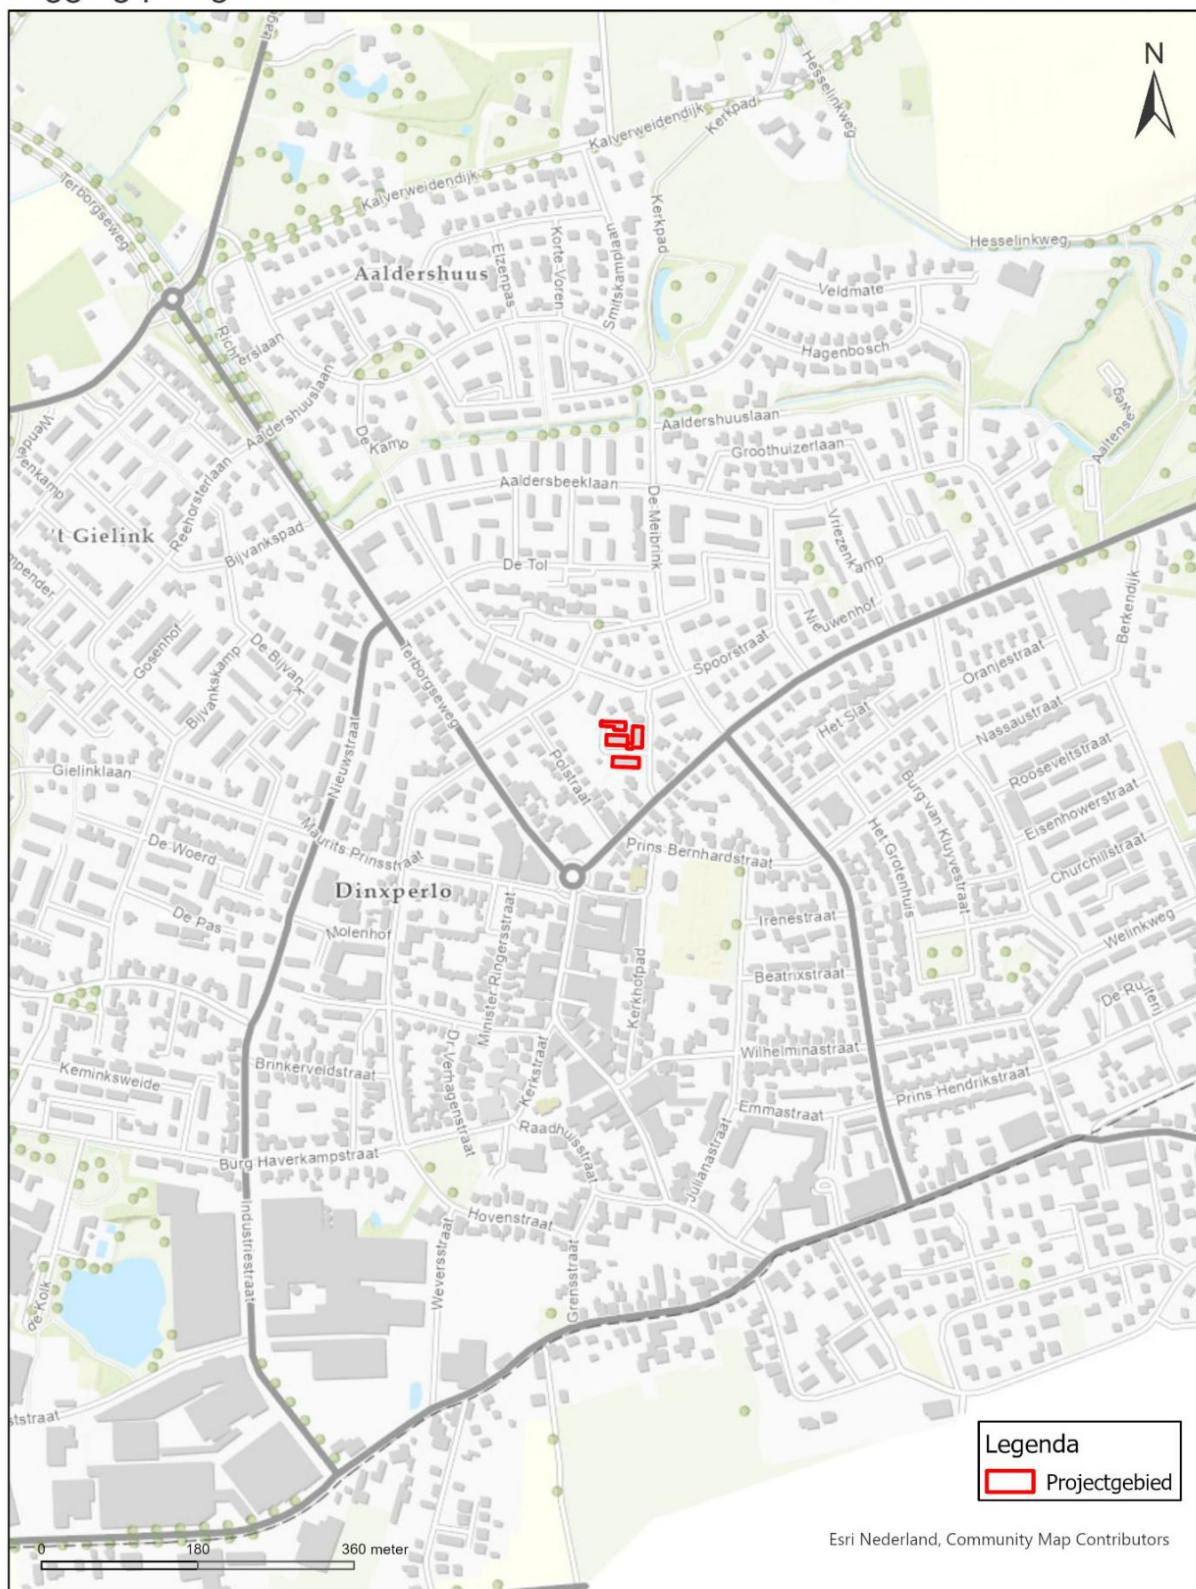 N
Hesselinkweg
Kerkpad
Kalverweidendijk
Terborgseweg
Kalverweidendijk
Kerkpad
Hesselinkweg
Elzenpas
Korte-Voren
Smitskamplaan
Aaldershuus
Veldmate
Richterslaan
Hagenbosch
Aaltenseweg
Aaldershuuslaan
De Kamp
Aaldershuuslaan
Groothuizerlaan
Reehorsterlaan
Aaldersbeeklaan
De Meibrink
't Gielink
Bijvankspad
Vriezenkamp
De Tol
Nieuwenhof
Berkendijk
Gosenhof
De Bijvank
Bijvankskamp
Terborgseweg
Spoorstraat
Oranjestraat
Het Slat
Nassaustraat
Nieuwstraat
Polstraat
Rooseveltstraat
Gielinklaan
Eisenhowerstraat
Burg van Kluyvestraat
Maurits Prinsstraat
De Woerd
Prins Bernhardstraat
Churchillstraat
Het Grotenhuis
Dinxperlo
De Pas
Molenhof
Minister Ringersstraat
Irenestraat
Welinkweg
Beatrixstraat
Kerkhofpad
Wilhelminastraat
Keminksweide
Brinkerveldstraat
Dr Verhagenstraat
Kerkstraat
Prins Hendrikstraat
Emmastraat
Raadhuisstraat
Julianastraat
Burg Haverkampstraat
Hovenstraat
Industriestraat
Weversstraat
Grensstraat
de Kolk
Legenda
Projectgebied
Esri Nederland, Community Map Contributors
0 180 360 meter